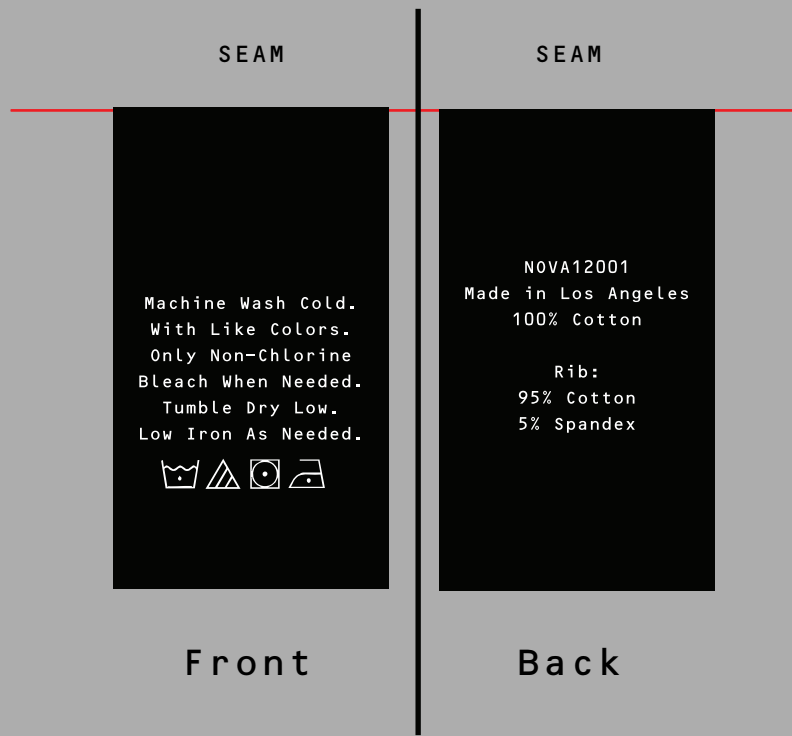 SEAM
Machine Wash Cold.
With Like Colors.
Only Non-Chlorine
Bleach When Needed.
Tumble Dry Low.
Low Iron As Needed.
Front
SEAM
NOVA12001
Made in Los Angeles
100% Cotton
Rib:
95% Cotton
5% Spandex
Back